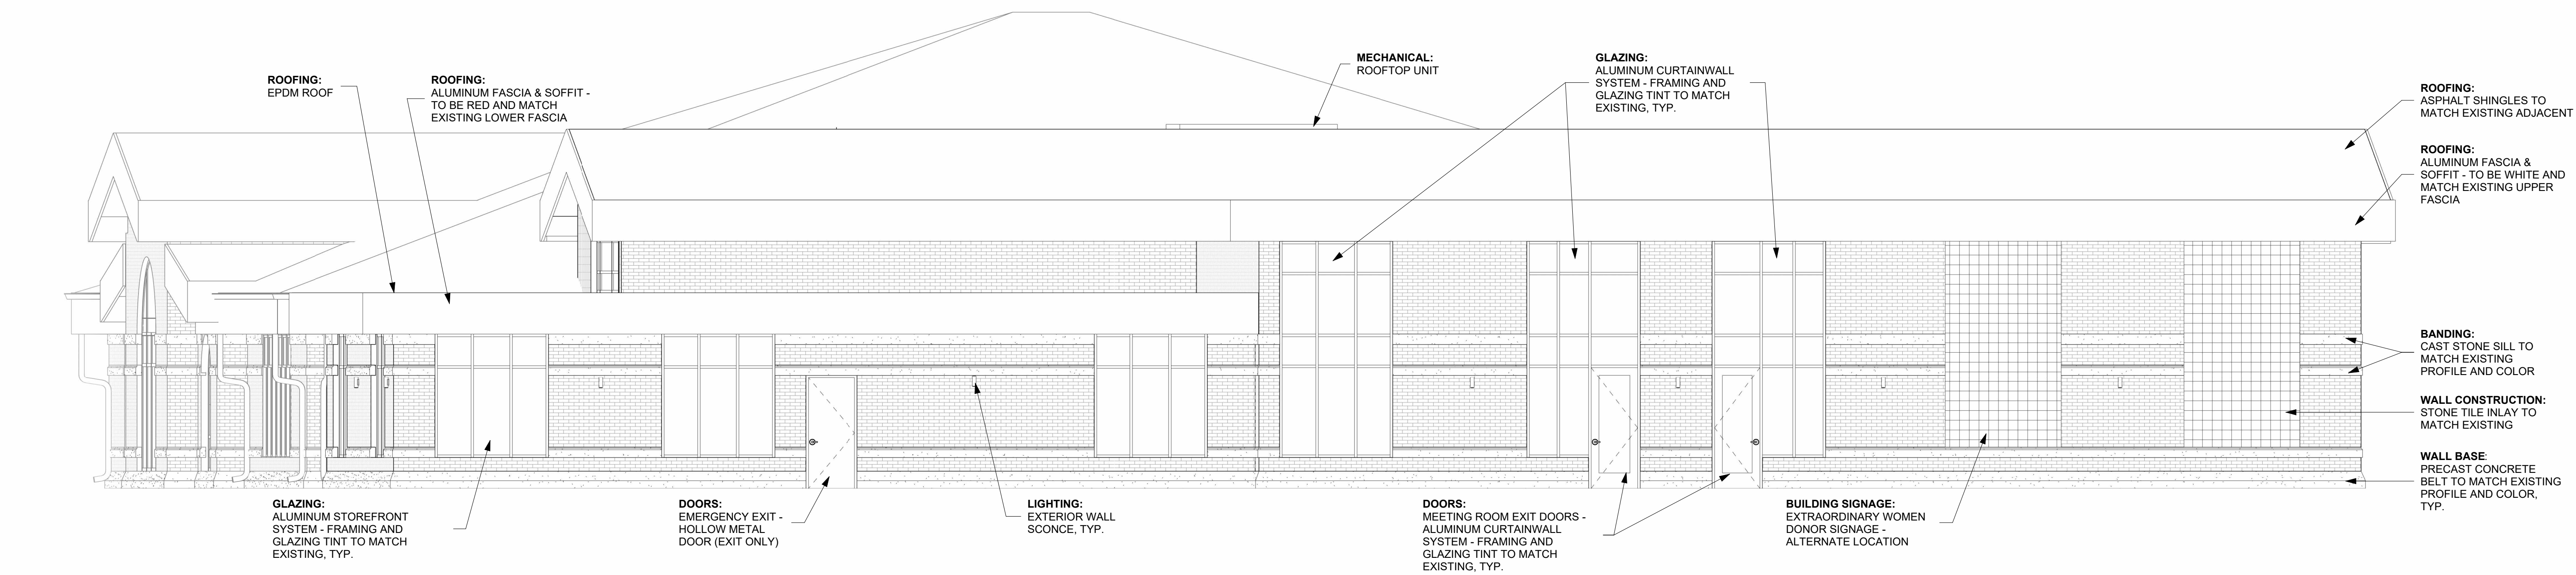 ROOFING:
EPDM ROOF
ROOFING:
ALUMINUM FASCIA & SOFFIT -
TO BE RED AND MATCH
EXISTING LOWER FASCIA
MECHANICAL:
ROOFTOP UNIT
GLAZING:
ALUMINUM CURTAINWALL
SYSTEM - FRAMING AND
GLAZING TINT TO MATCH
EXISTING, TYP.
ROOFING:
ASPHALT SHINGLES TO
MATCH EXISTING ADJACENT
ROOFING:
ALUMINUM FASCIA &
SOFFIT - TO BE WHITE AND
MATCH EXISTING UPPER
FASCIA
BANDING:
CAST STONE SILL TO
MATCH EXISTING
PROFILE AND COLOR
WALL CONSTRUCTION:
STONE TILE INLAY TO
MATCH EXISTING
WALL BASE:
PRECAST CONCRETE
BELT TO MATCH EXISTING
PROFILE AND COLOR,
TYP.
GLAZING:
ALUMINUM STOREFRONT
SYSTEM - FRAMING AND
GLAZING TINT TO MATCH
EXISTING, TYP.
DOORS:
EMERGENCY EXIT -
HOLLOW METAL
DOOR (EXIT ONLY)
LIGHTING:
EXTERIOR WALL
SCONCE, TYP.
DOORS:
MEETING ROOM EXIT DOORS -
ALUMINUM CURTAINWALL
SYSTEM - FRAMING AND
GLAZING TINT TO MATCH
EXISTING, TYP.
BUILDING SIGNAGE:
EXTRAORDINARY WOMEN
DONOR SIGNAGE -
ALTERNATE LOCATION